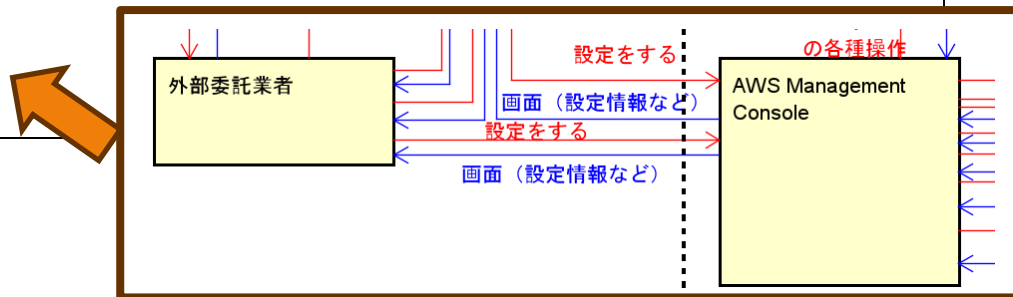 の各種操作
設定をする
外部委託業者
AWS Management
Console
画面（設定情報など）
設定をする
画面（設定情報など）